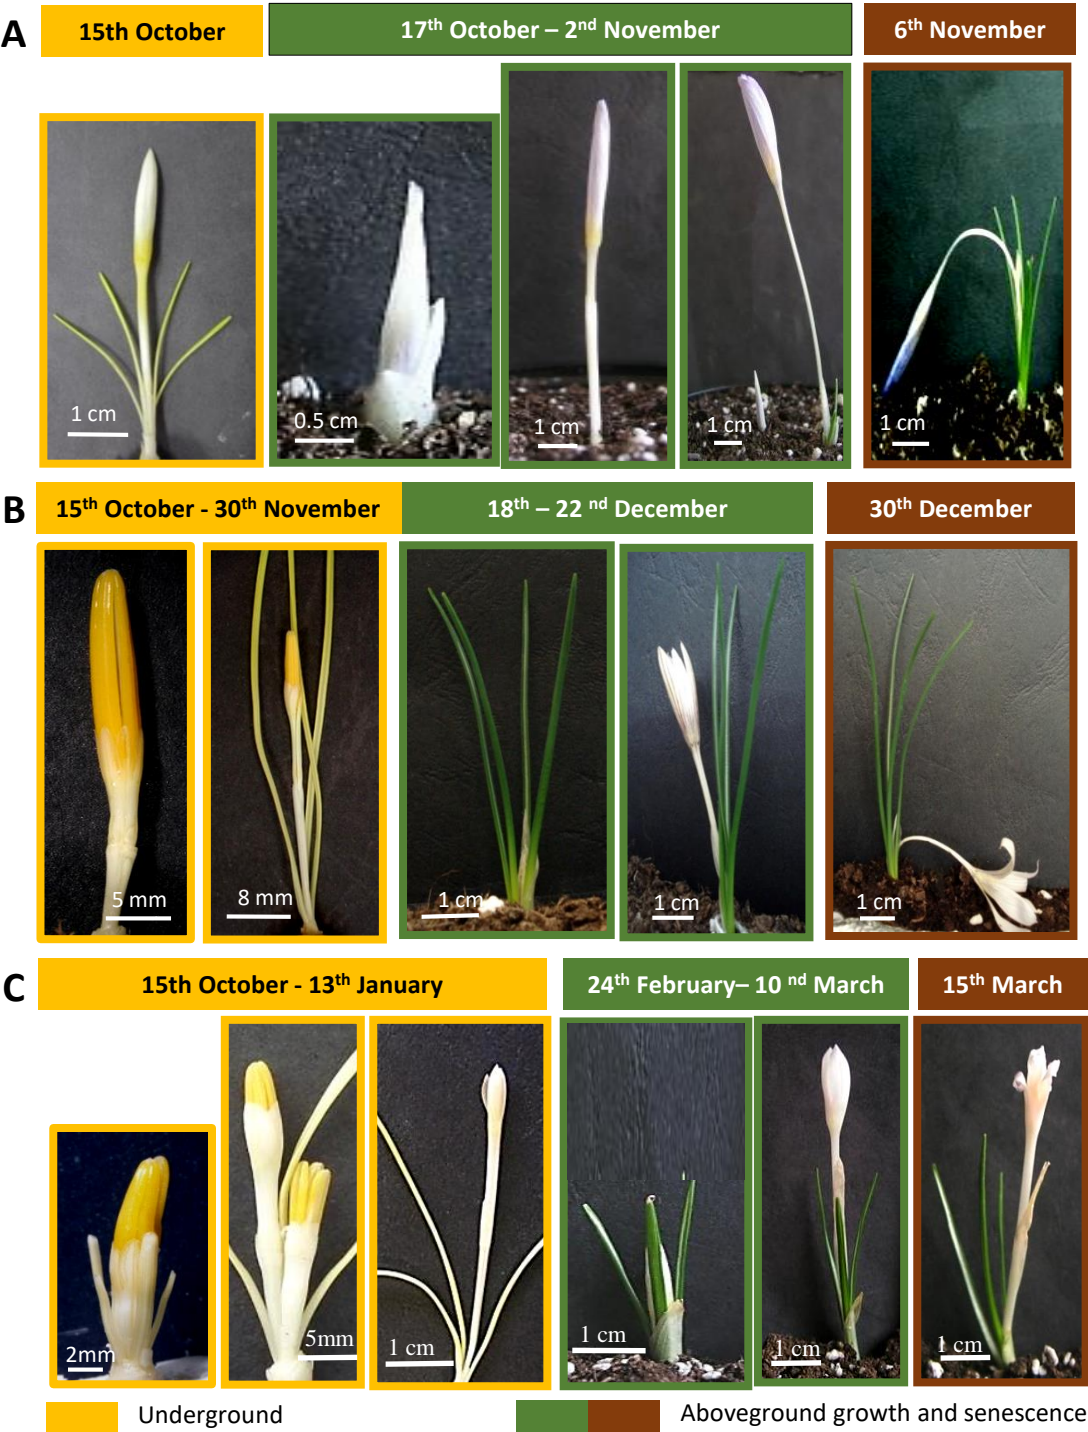 A
15th October
17th October – 2nd November
6th November
1 cm
0.5 cm
1 cm
1 cm
1 cm
B
15th October - 30th November
18th – 22 nd December
30th December
5 mm
8 mm
1 cm
1 cm
1 cm
C
15th October - 13th January
24th February– 10 nd March
15th March
2mm
5mm
1 cm
1 cm
1 cm
1 cm
Underground
Aboveground growth and senescence